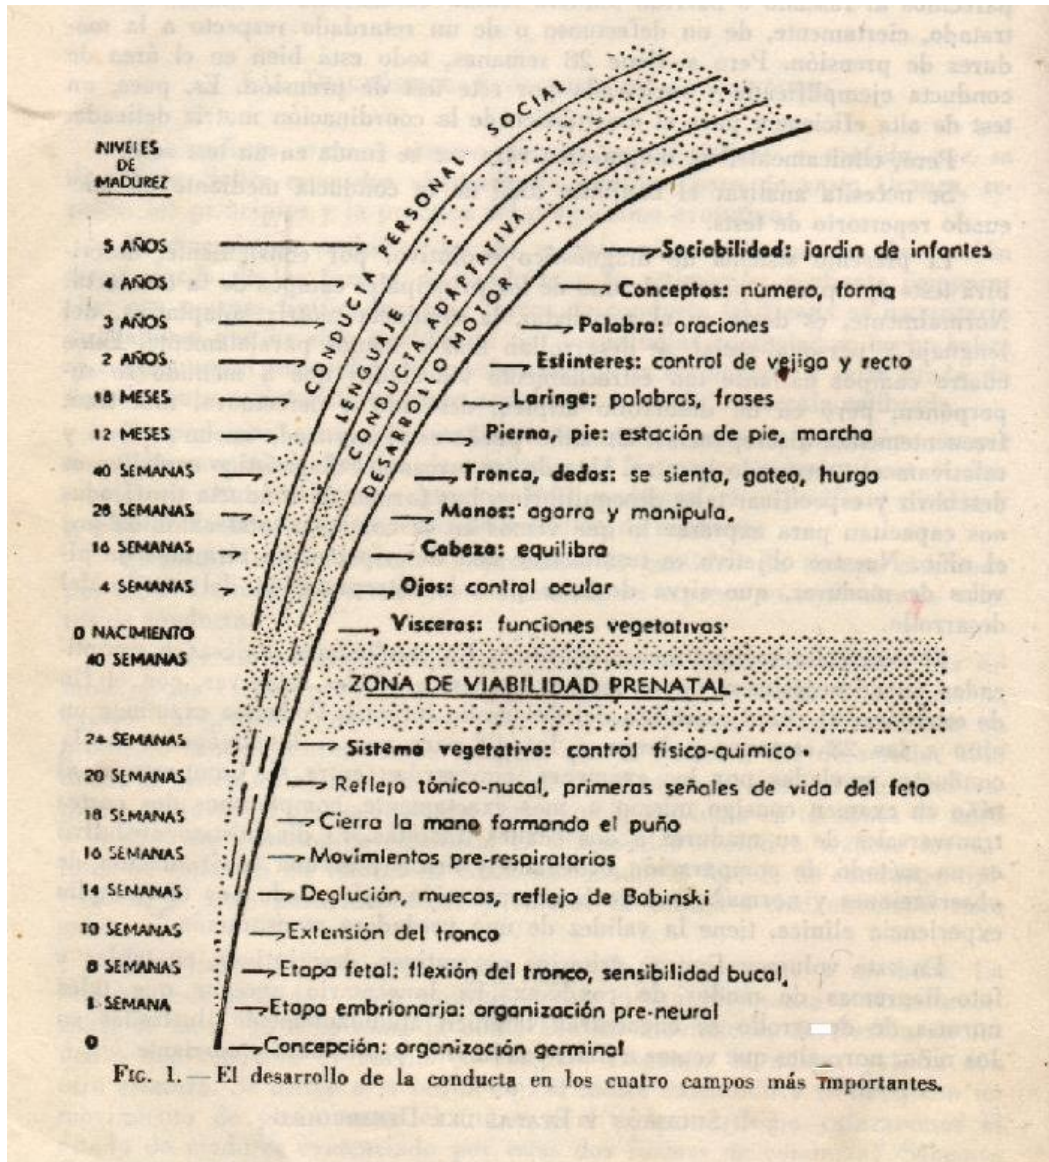 NIVELES
DE
MADUREZ
CONDUCTA PERSONAL SOCIAL
LENGUAJE
CONDUCTA ADAPTATIVA
DESARROLLO MOTOR
5 AÑOS Sociabilidad: jardin de infantes
4 AÑOS Conceptos: número, forma
3 AÑOS Palabra: oraciones
2 AÑOS Esfinteres: control de vejiga y recto
18 MESES Laringe: palabras, frases
12 MESES Pierna, pie: estación de pie, marcha
40 SEMANAS Tronco, dedos: se sienta, gatea, hurga
28 SEMANAS Manos: agarra y manipula,
16 SEMANAS Cabeza: equilibra
4 SEMANAS Ojos: control ocular
0 NACIMIENTO Visceras: funciones vegetativas
40 SEMANAS
ZONA DE VIABILIDAD PRENATAL
24 SEMANAS Sistema vegetativo: control físico-químico
20 SEMANAS Reflejo tónico-nucal, primeras señales de vida del feto
18 SEMANAS Cierra la mano formando el puño
16 SEMANAS Movimientos pre-respiratorios
14 SEMANAS Deglución, muecas, reflejo de Babinski
10 SEMANAS Extensión del tronco
8 SEMANAS Etapa fetal: flexión del tronco, sensibilidad bucal,
1 SEMANA Etapa embrionaria: organización pre-neural
0 Concepción: organización germinal
FIG. 1. — El desarrollo de la conducta en los cuatro campos más importantes.